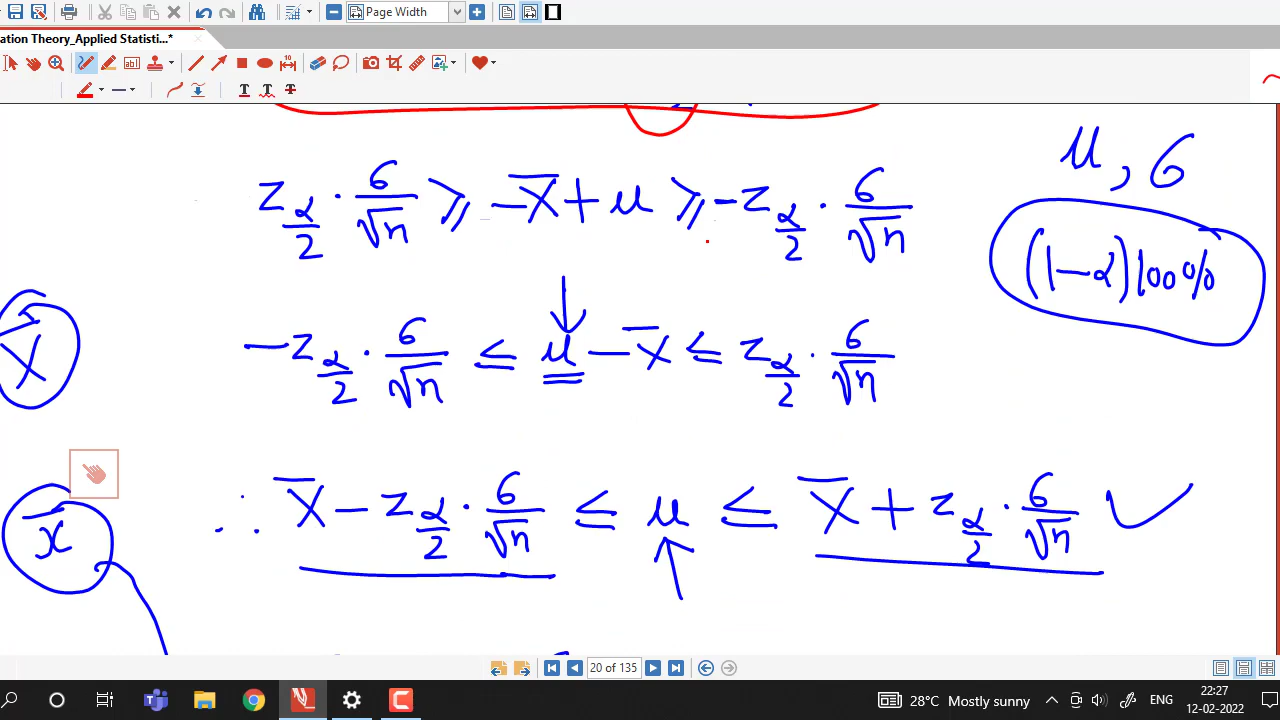 Page Width
ation Theory_Applied Statisti...*
μ, σ
z_{α/2} · σ/√n ≥ -X̄ + μ ≥ -z_{α/2} · σ/√n
(1-α)100%
-z_{α/2} · σ/√n ≤ μ - X̄ ≤ z_{α/2} · σ/√n
X̄
∴ X̄ - z_{α/2} · σ/√n ≤ μ ≤ X̄ + z_{α/2} · σ/√n
x̄
20 of 135
28°C Mostly sunny
ENG
22:27
12-02-2022